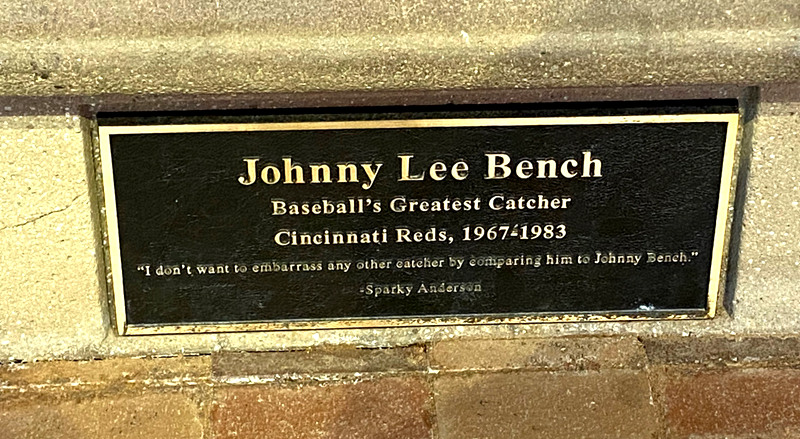 Johnny Lee Bench
Baseball's Greatest Catcher
Cincinnati Reds, 1967-1983
"I don't want to embarrass any other catcher by comparing him to Johnny Bench."
-Sparky Anderson